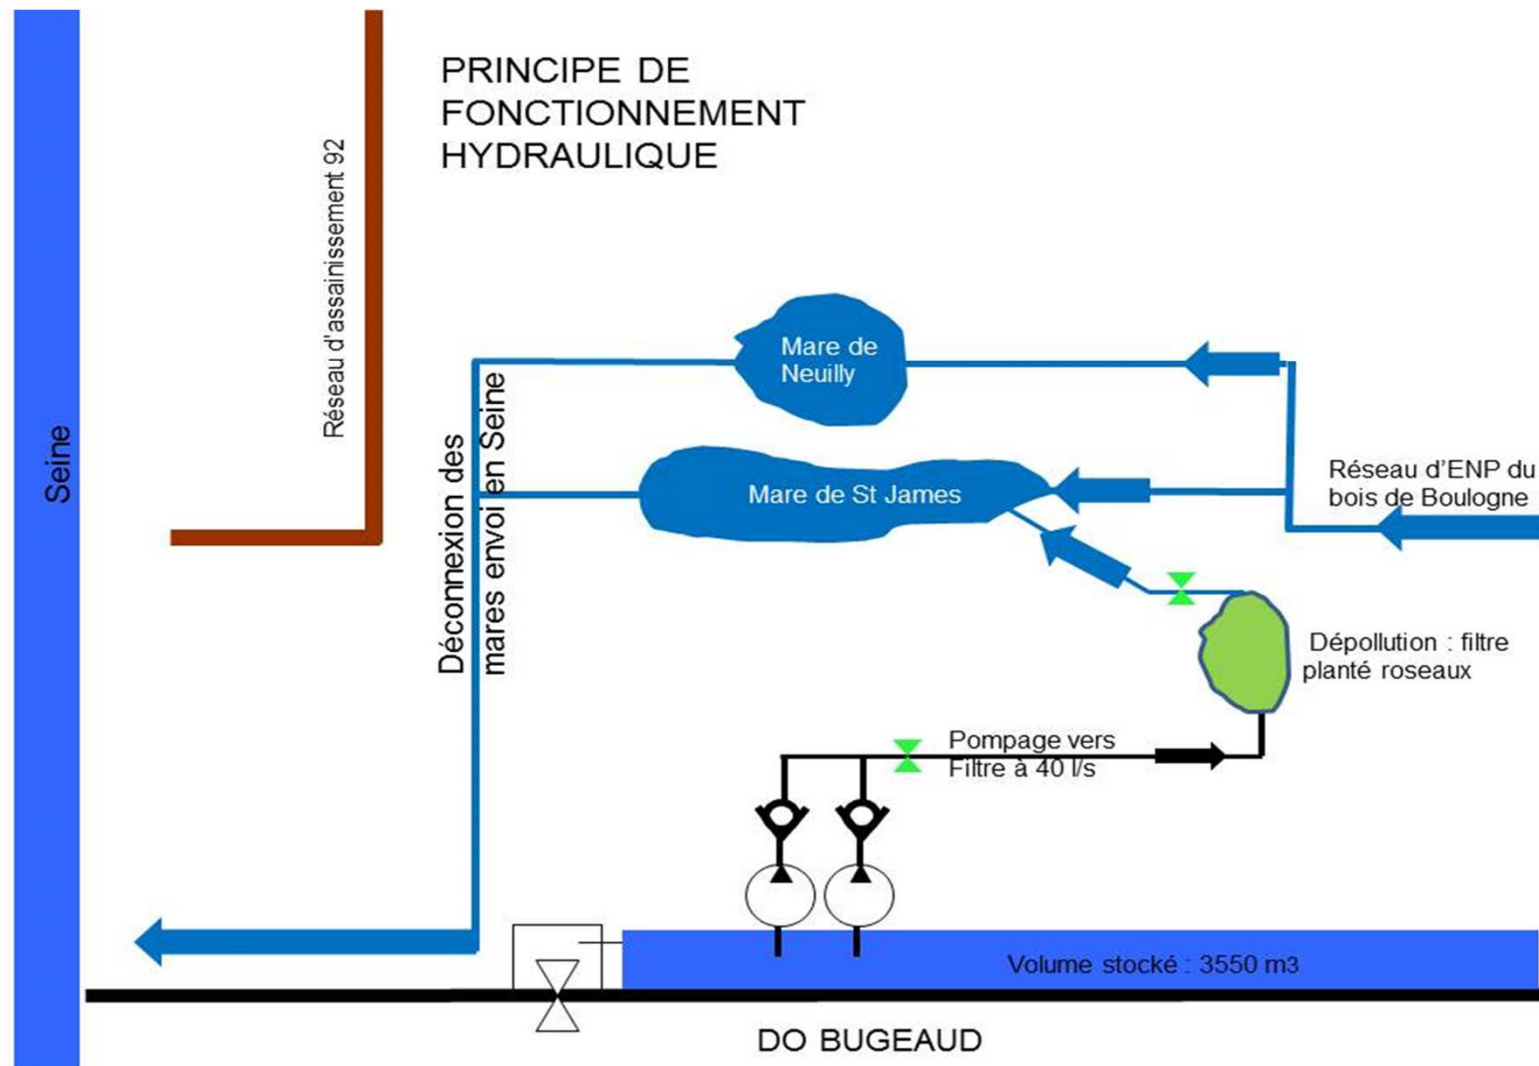 PRINCIPE DE
FONCTIONNEMENT
HYDRAULIQUE
Réseau d'assainissement 92
Seine
Mare de
Neuilly
Déconnexion des
mares envoi en Seine
Mare de St James
Réseau d'ENP du
bois de Boulogne
Dépollution : filtre
planté roseaux
Pompage vers
Filtre à 40 l/s
Volume stocké : 3550 m3
DO BUGEAUD